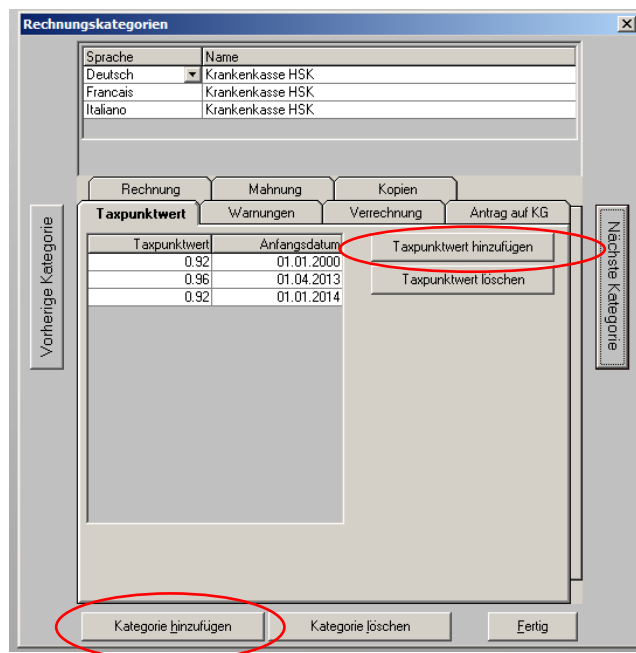 Rechnungskategorien
Sprache Name
Deutsch Krankenkasse HSK
Francais Krankenkasse HSK
Italiano Krankenkasse HSK
Rechnung Mahnung Kopien
Taxpunktwert Warnungen Verrechnung Antrag auf KG
Vorherige Kategorie
Taxpunktwert Anfangsdatum
0.92 01.01.2000
0.96 01.04.2013
0.92 01.01.2014
Taxpunktwert hinzufügen
Taxpunktwert löschen
Nächste Kategorie
Kategorie hinzufügen Kategorie löschen Fertig